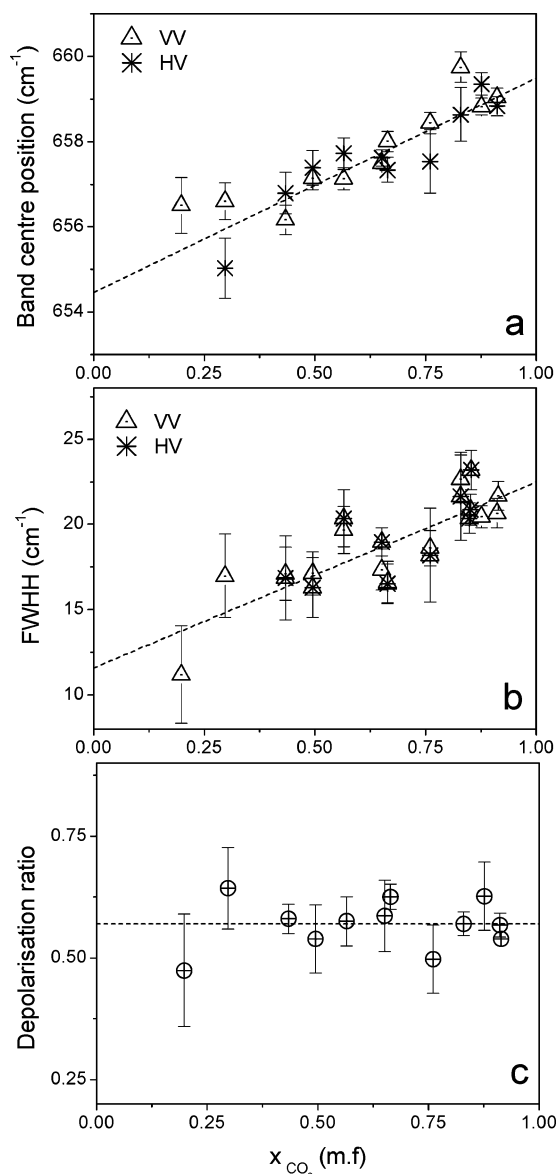 660
658
656
654
Band centre position (cm-1)
VV
HV
a
0.00 0.25 0.50 0.75 1.00
25
22
20
17
15
12
10
FWHH (cm-1)
VV
HV
b
0.00 0.25 0.50 0.75 1.00
0.75
0.50
0.25
Depolarisation ratio
c
0.00 0.25 0.50 0.75 1.00
x CO2 (m.f)